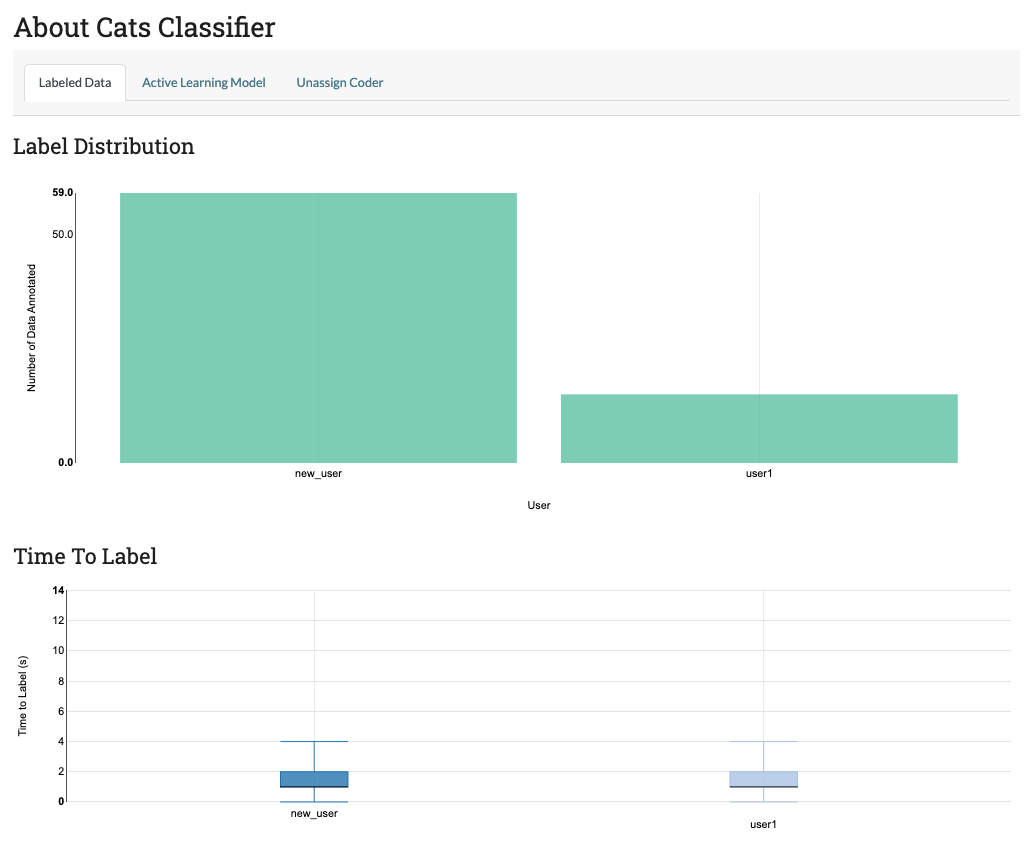 About Cats Classifier
Labeled Data
Active Learning Model
Unassign Coder
Label Distribution
59.0
50.0
0.0
Number of Data Annotated
new_user
user1
User
Time To Label
14
12
10
8
6
4
2
0
Time to Label (s)
new_user
user1